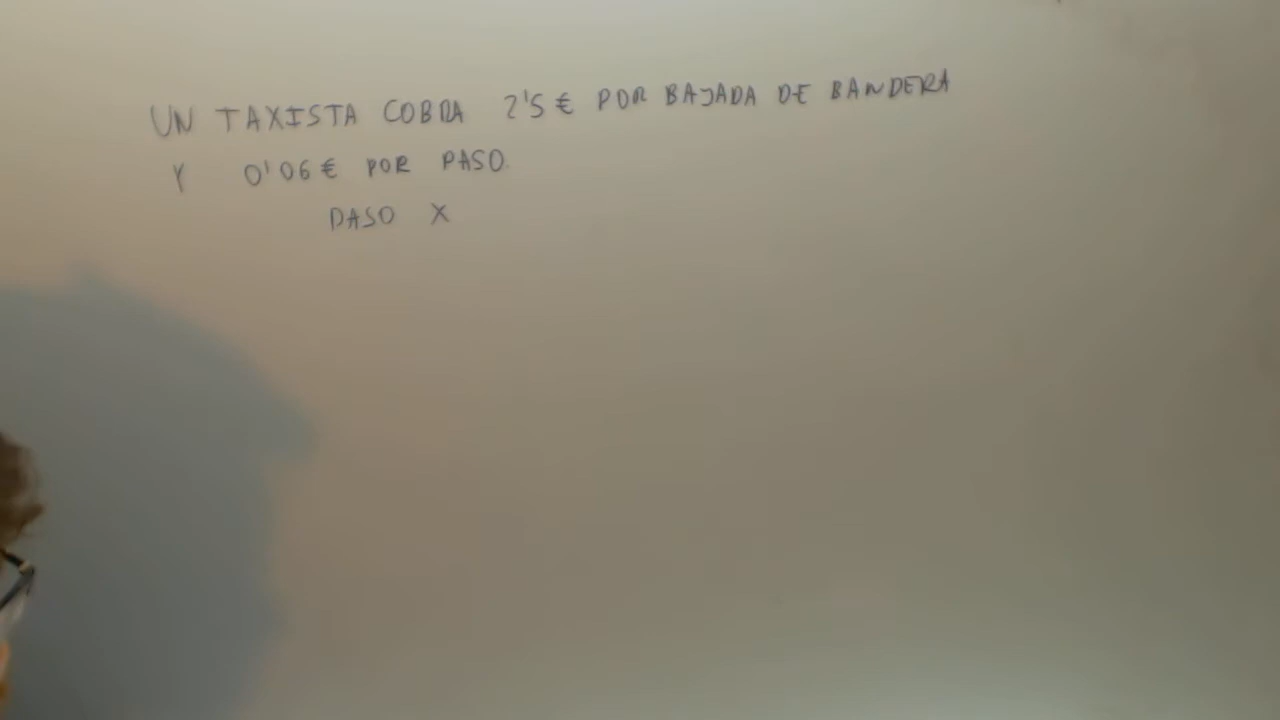 UN TAXISTA COBRA 2'5 € POR BAJADA DE BANDERA
Y 0'06 € POR PASO.
PASO X